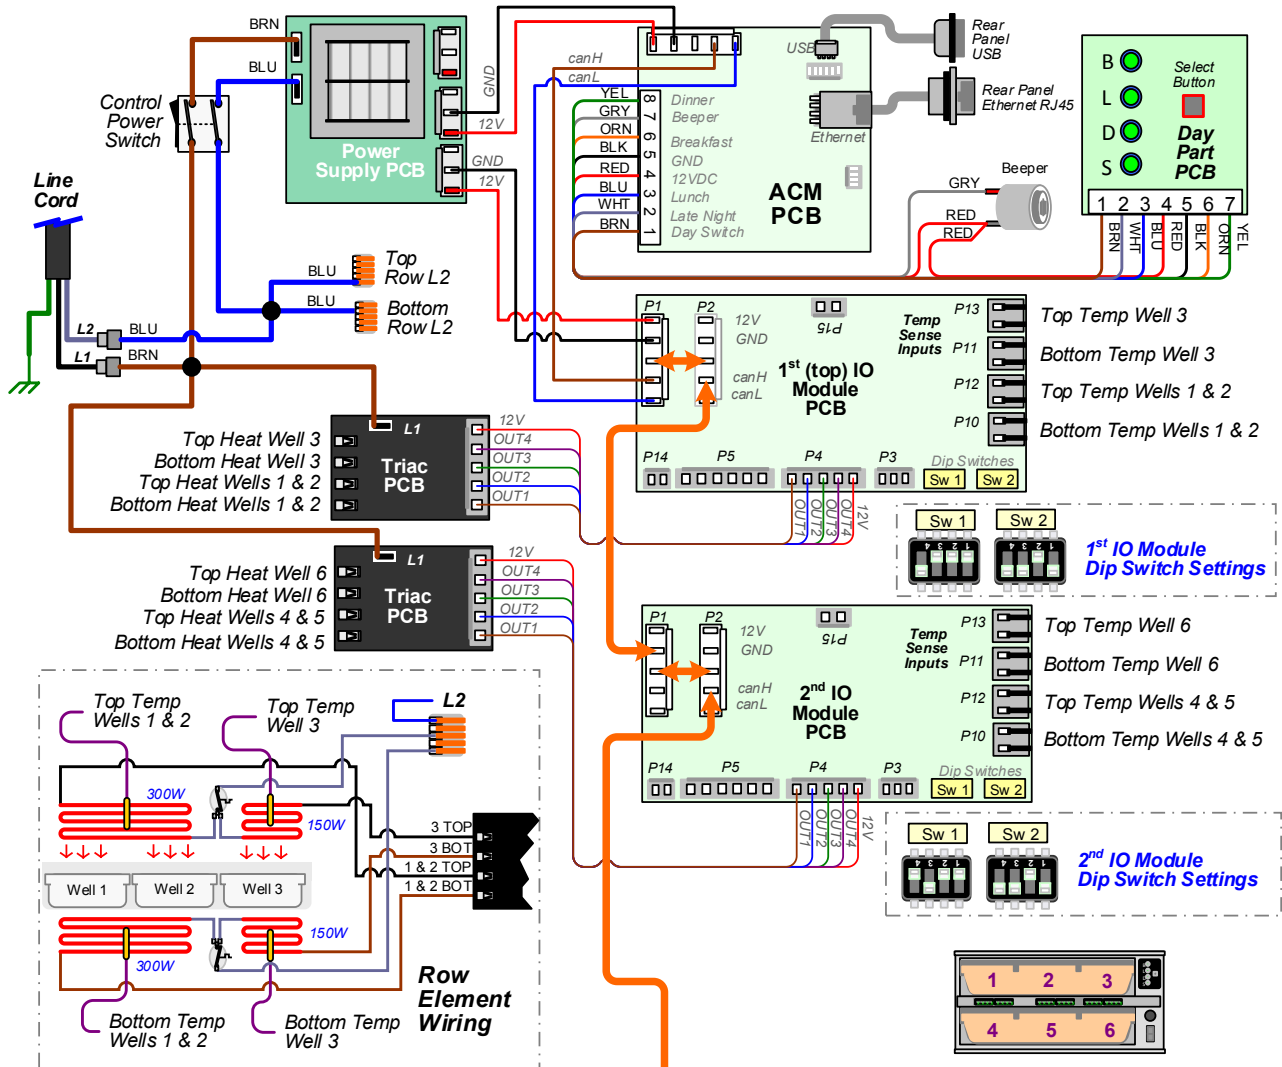 BRN
BLU
Control
Power
Switch
Line
Cord
Power
Supply PCB
GND
12V
GND
12V
canH
canL
YEL
GRY
ORN
BLK
RED
BLU
WHT
BRN
8
7
6
5
4
3
2
1
Dinner
Beeper
Breakfast
GND
12VDC
Lunch
Late Night
Day Switch
USB
Ethernet
ACM
PCB
Rear
Panel
USB
Rear Panel
Ethernet RJ45
B
L
D
S
Select
Button
Day
Part
PCB
1 2 3 4 5 6 7
BRN
WHT
BLU
RED
BLK
ORN
YEL
Beeper
GRY
RED
RED
BLU
Top
Row L2
BLU
Bottom
Row L2
L2
BLU
L1
BRN
P1
P2
12V
GND
canH
canL
P15
1st (top) IO
Module
PCB
Temp
Sense
Inputs
P13
P11
P12
P10
Top Temp Well 3
Bottom Temp Well 3
Top Temp Wells 1 & 2
Bottom Temp Wells 1 & 2
P14
P5
P4
P3
Dip Switches
Sw 1
Sw 2
OUT1
OUT2
OUT3
OUT4
12V
Top Heat Well 3
Bottom Heat Well 3
Top Heat Wells 1 & 2
Bottom Heat Wells 1 & 2
L1
Triac
PCB
12V
OUT4
OUT3
OUT2
OUT1
Sw 1
Sw 2
4 3 2 1
4 3 2 1
1st IO Module
Dip Switch Settings
Top Heat Well 6
Bottom Heat Well 6
Top Heat Wells 4 & 5
Bottom Heat Wells 4 & 5
L1
Triac
PCB
12V
OUT4
OUT3
OUT2
OUT1
P1
P2
12V
GND
canH
canL
P15
2nd IO
Module
PCB
Temp
Sense
Inputs
P13
P11
P12
P10
Top Temp Well 6
Bottom Temp Well 6
Top Temp Wells 4 & 5
Bottom Temp Wells 4 & 5
P14
P5
P4
P3
Dip Switches
Sw 1
Sw 2
OUT1
OUT2
OUT3
OUT4
12V
Sw 1
Sw 2
4 3 2 1
4 3 2 1
2nd IO Module
Dip Switch Settings
Top Temp
Wells 1 & 2
Top Temp
Well 3
L2
300W
150W
3 TOP
3 BOT
1 & 2 TOP
1 & 2 BOT
Well 1
Well 2
Well 3
300W
150W
Bottom Temp
Wells 1 & 2
Bottom Temp
Well 3
Row
Element
Wiring
1 2 3
4 5 6